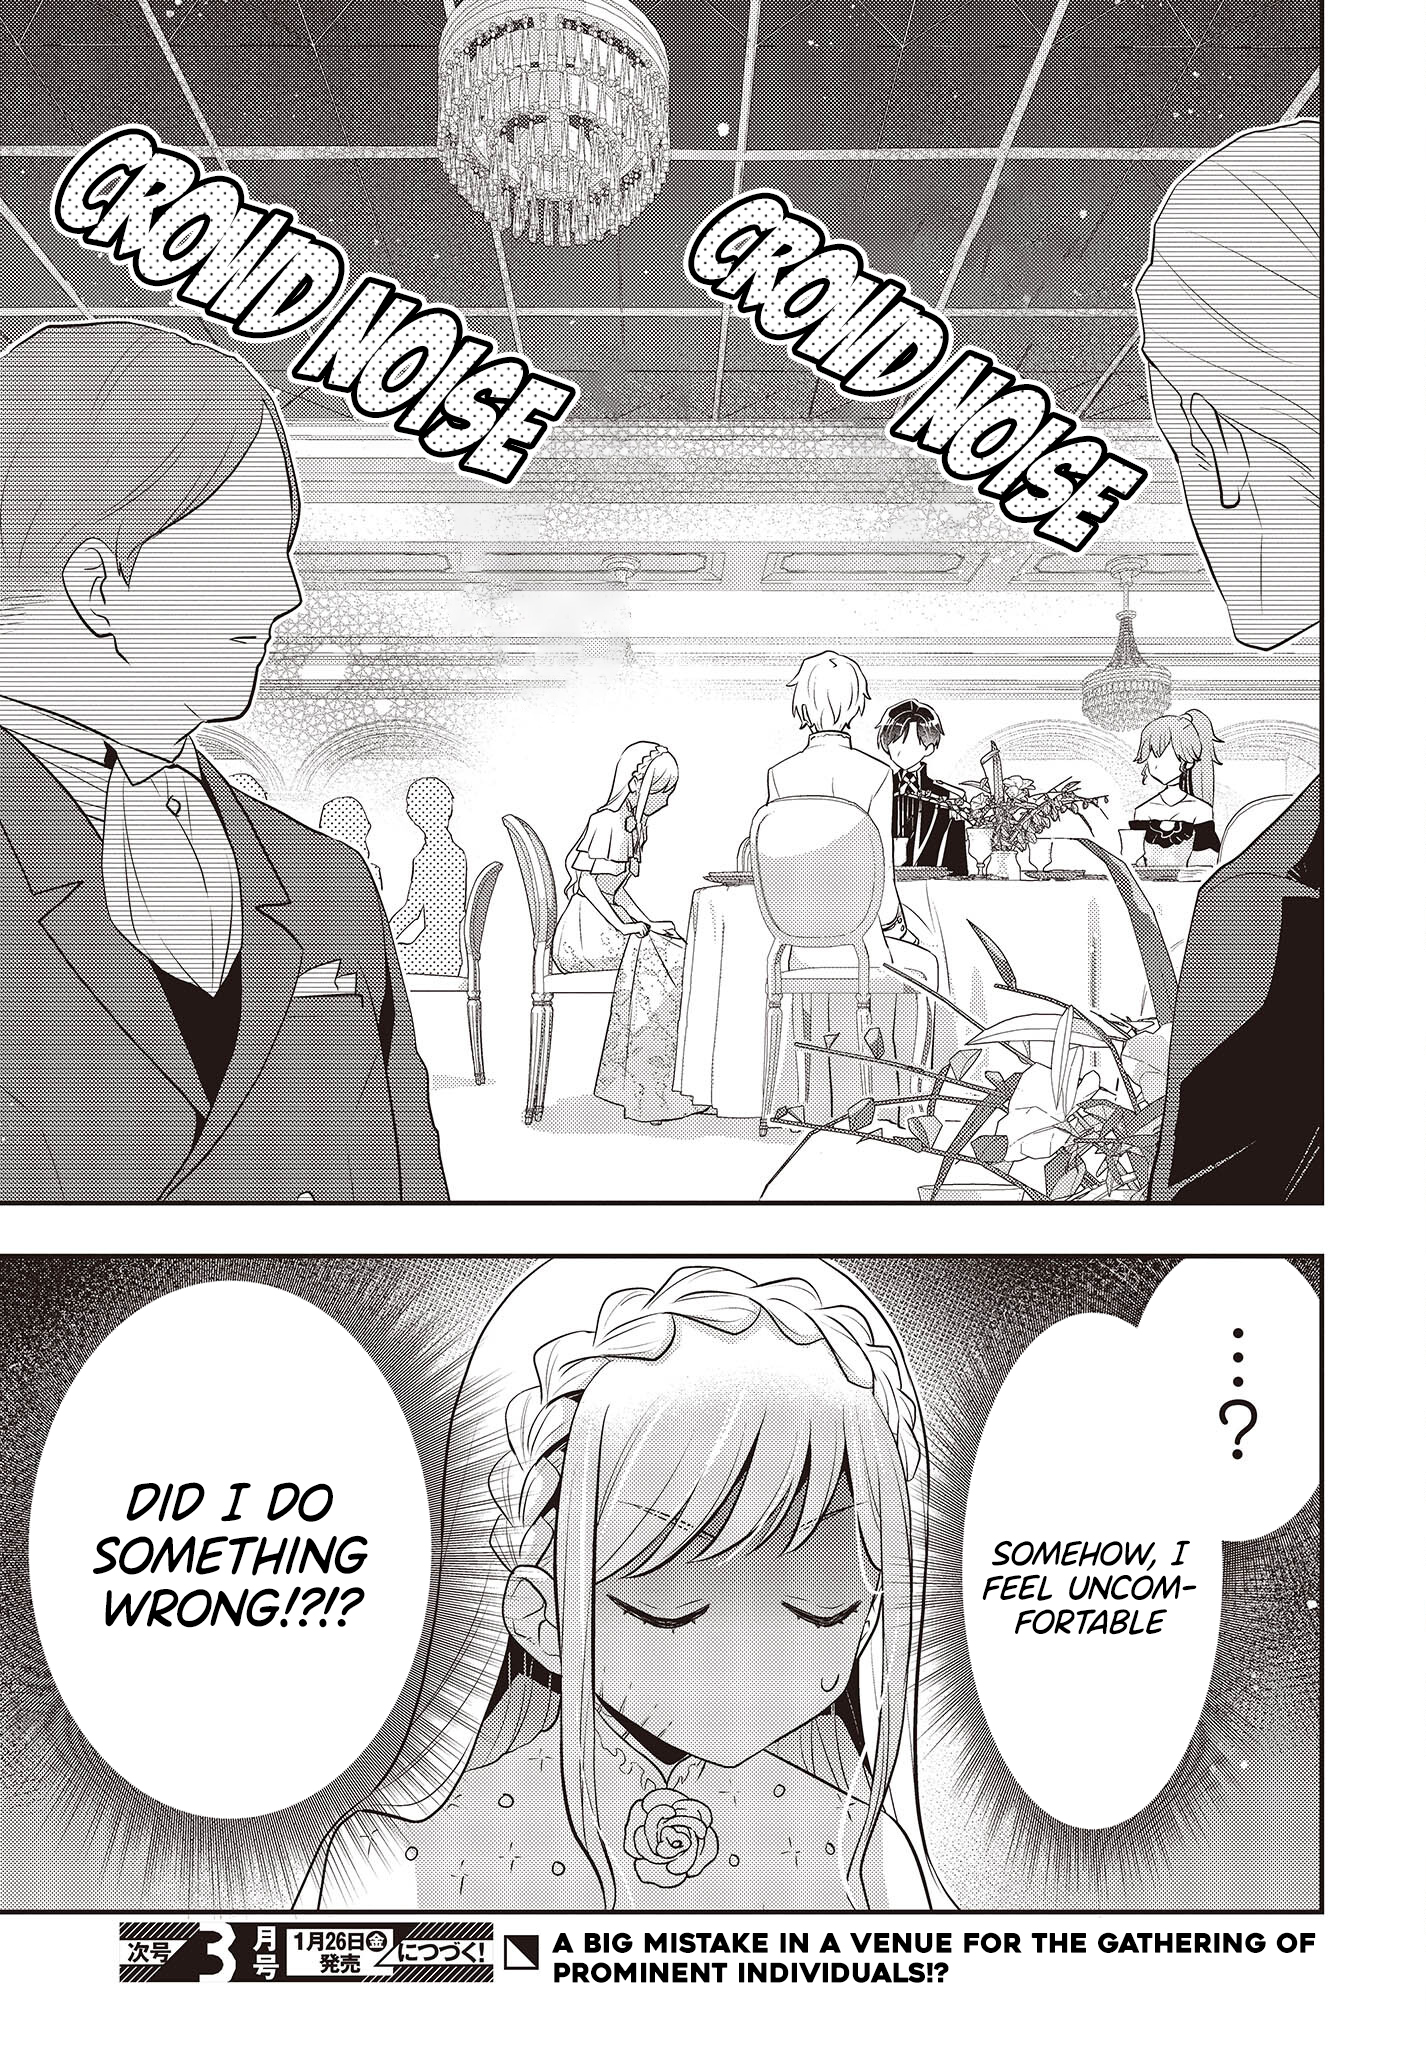 CROWD NOISE
CROWD NOISE
...?
SOMEHOW, I
FEEL UNCOM-
FORTABLE
DID I DO
SOMETHING
WRONG!?!?
次号3月号
1月26日㊎
発売
につづく!
A BIG MISTAKE IN A VENUE FOR THE GATHERING OF
PROMINENT INDIVIDUALS!?